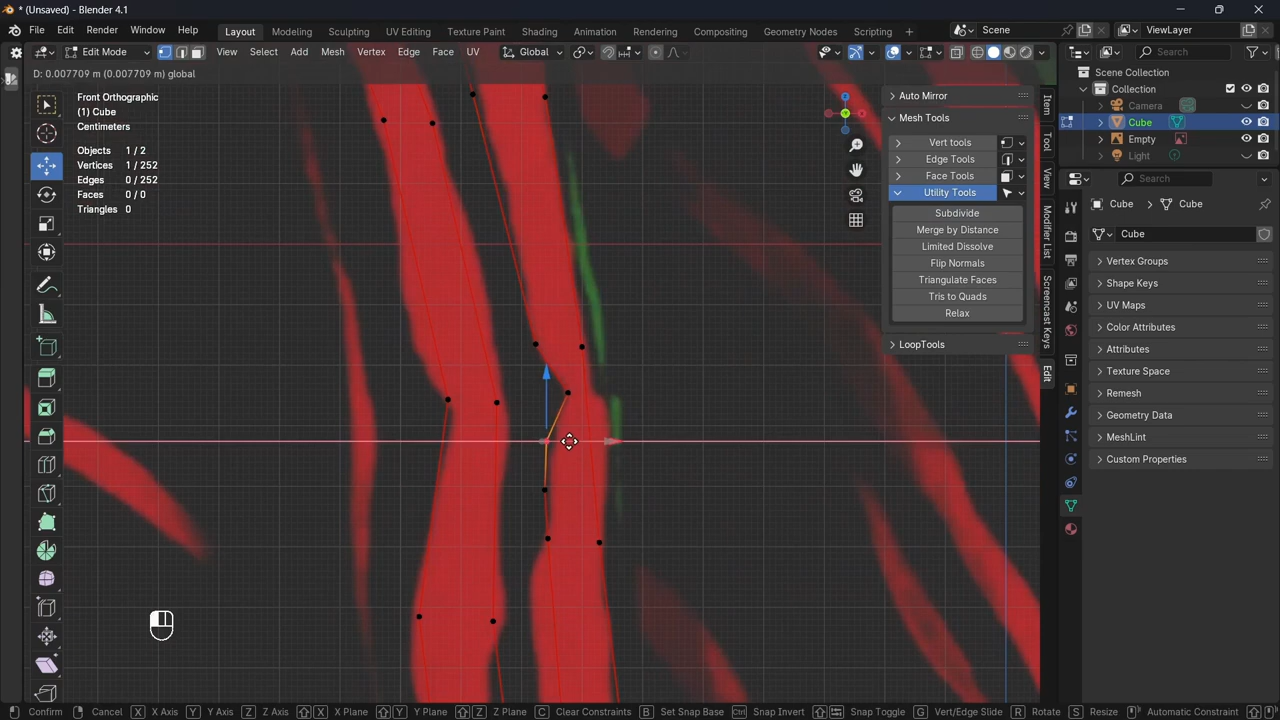 * (Unsaved) - Blender 4.1
File Edit Render Window Help
Layout Modeling Sculpting UV Editing Texture Paint Shading Animation Rendering Compositing Geometry Nodes Scripting +
Scene
ViewLayer
Edit Mode
View Select Add Mesh Vertex Edge Face UV
Global
Search
D: 0.007709 m (0.007709 m) global
Front Orthographic
(1) Cube
Centimeters
Objects 1 / 2
Vertices 1 / 252
Edges 0 / 252
Faces 0 / 0
Triangles 0
Z
Auto Mirror
Mesh Tools
Vert tools
Edge Tools
Face Tools
Utility Tools
Subdivide
Merge by Distance
Limited Dissolve
Flip Normals
Triangulate Faces
Tris to Quads
Relax
LoopTools
Item
Tool
View
Modifier List
Screencast Keys
Edit
Scene Collection
Collection
Camera
Cube
Empty
Light
Search
Cube > Cube
Cube
Vertex Groups
Shape Keys
UV Maps
Color Attributes
Attributes
Texture Space
Remesh
Geometry Data
MeshLint
Custom Properties
Confirm Cancel X X Axis Y Y Axis Z Z Axis X X Plane Y Y Plane Z Z Plane C Clear Constraints B Set Snap Base Ctrl Snap Invert Snap Toggle G Vert/Edge Slide R Rotate S Resize Automatic Constraint